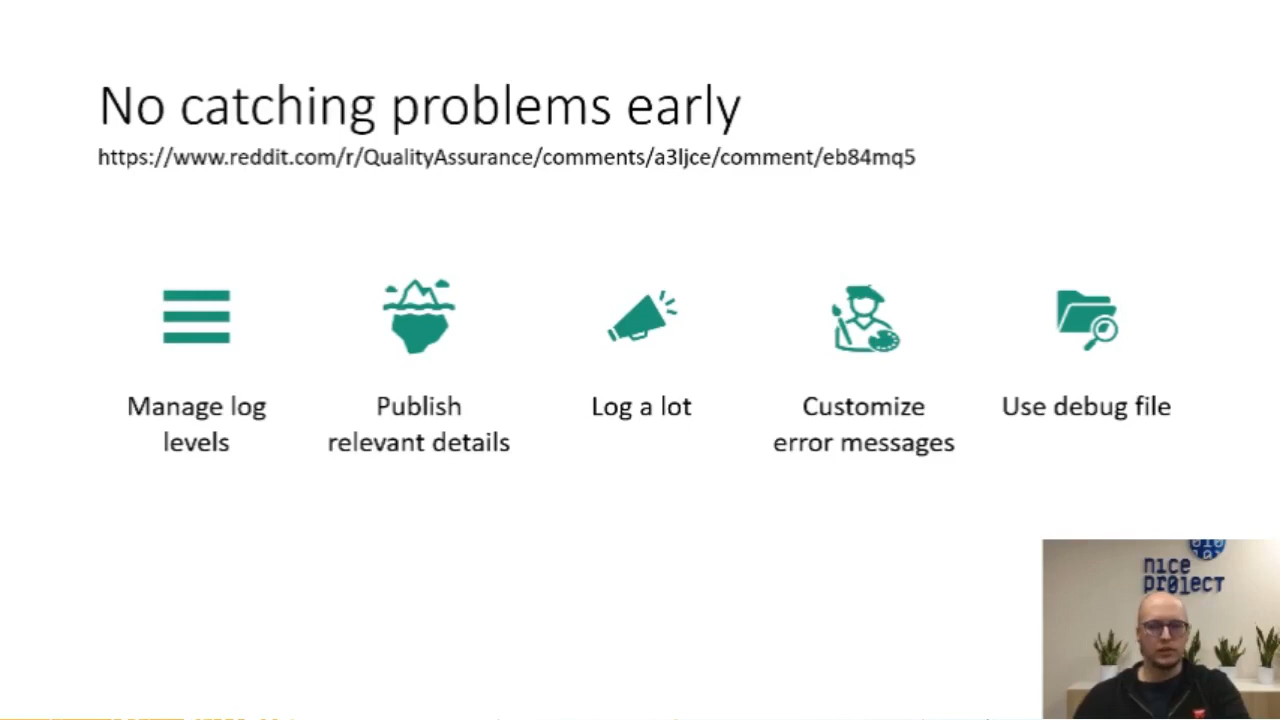 No catching problems early
https://www.reddit.com/r/QualityAssurance/comments/a3ljce/comment/eb84mq5
Manage log
levels
Publish
relevant details
Log a lot
Customize
error messages
Use debug file
nice
project